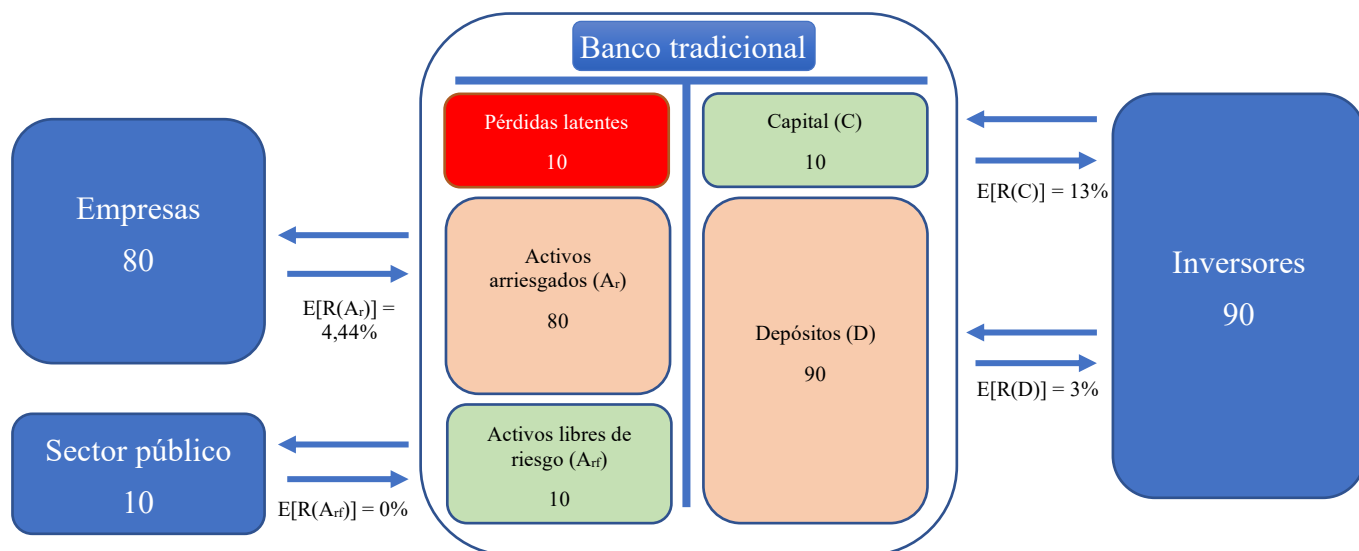 Banco tradicional
Empresas
80
E[R(Aᵣ)] =
4,44%
Sector público
10
E[R(Aᵣf)] = 0%
Pérdidas latentes
10
Activos
arriesgados (Aᵣ)
80
Activos libres de
riesgo (Aᵣf)
10
Capital (C)
10
Depósitos (D)
90
E[R(C)] = 13%
E[R(D)] = 3%
Inversores
90